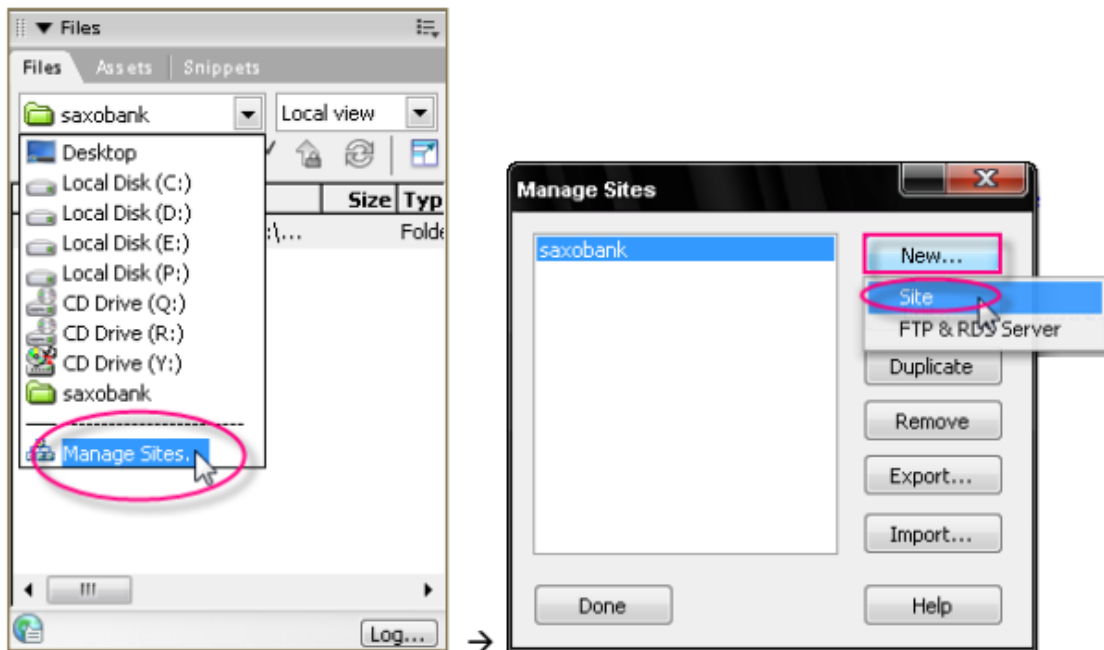 Files
Files Assets Snippets
saxobank Local view
Desktop
Local Disk (C:)
Local Disk (D:)
Size Typ
Local Disk (E:)
:\... Folde
Local Disk (P:)
CD Drive (Q:)
CD Drive (R:)
CD Drive (Y:)
saxobank
Manage Sites.
Log...
→
Manage Sites
saxobank
New...
Site
FTP & RDS Server
Duplicate
Remove
Export...
Import...
Done
Help